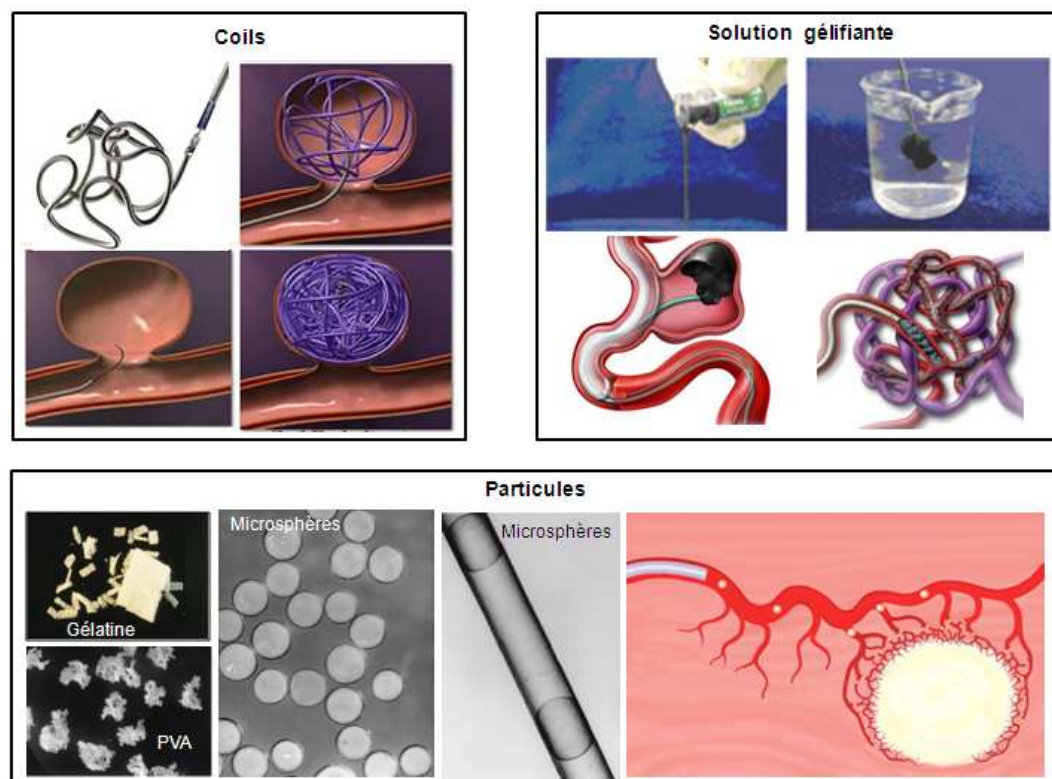 Coils
Solution gélifiante
Particules
Microsphères
Microsphères
Gélatine
PVA